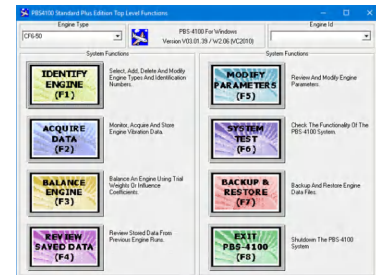 PBS4100 Standard Plus Edition Top Level Functions
Engine Type
CF6-50
PBS-4100 For Windows
Version V03.01.39 / W2.06 (VC2010)
Engine Id
System Functions
System Functions
IDENTIFY
ENGINE
(F1)
Select, Add, Delete And Modify
Engine Types And Identification
Numbers.
MODIFY
PARAMETERS
(F5)
Review And Modify Engine
Parameters.
ACQUIRE
DATA
(F2)
Monitor, Acquire And Store
Engine Vibration Data.
SYSTEM
TEST
(F6)
Check The Functionality Of The
PBS-4100 System.
BALANCE
ENGINE
(F3)
Balance An Engine Using Trial
Weights Or Influence
Coefficients.
BACKUP &
RESTORE
(F7)
Backup And Restore Engine
Data Files.
REVIEW
SAVED DATA
(F4)
Review Stored Data From
Previous Engine Runs.
EXIT
PBS-4100
(F8)
Shutdown The PBS-4100
System